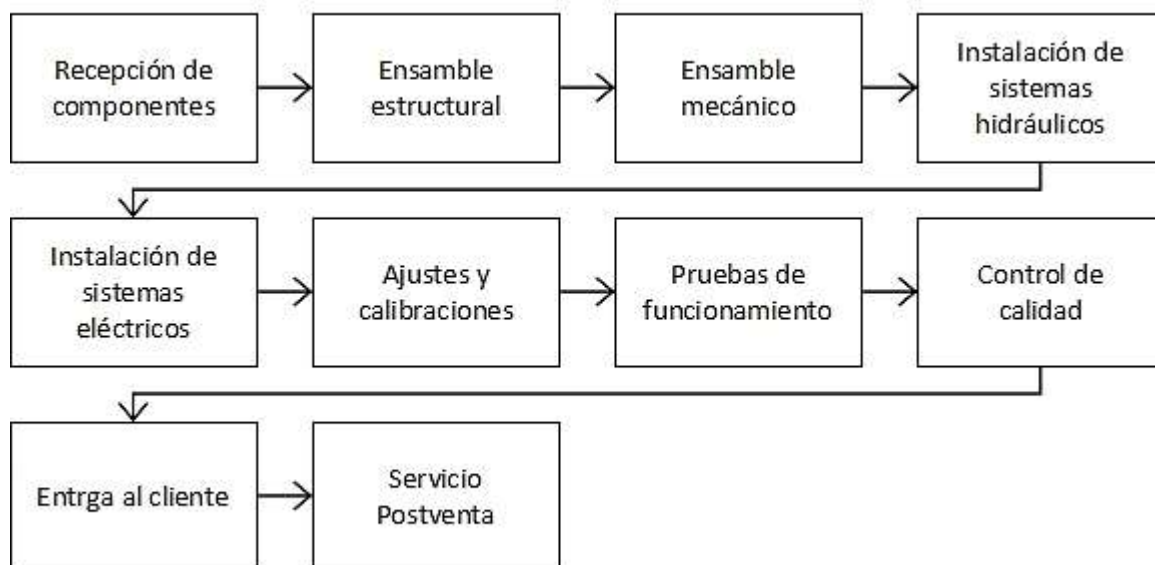 Recepción de
componentes
Ensamble
estructural
Ensamble
mecánico
Instalación de
sistemas
hidráulicos
Instalación de
sistemas
eléctricos
Ajustes y
calibraciones
Pruebas de
funcionamiento
Control de
calidad
Entrga al cliente
Servicio
Postventa